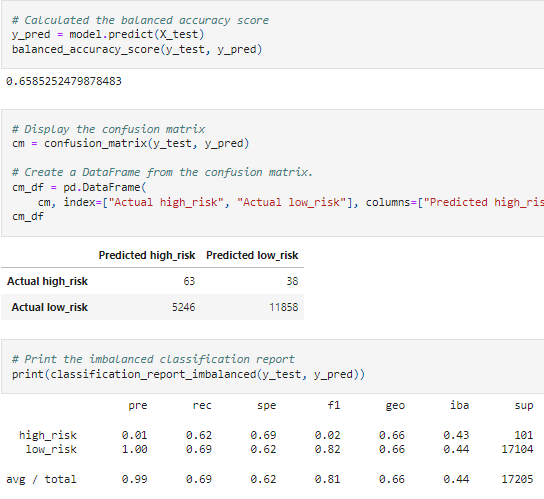 # Calculated the balanced accuracy score
y_pred = model.predict(X_test)
balanced_accuracy_score(y_test, y_pred)
0.6585252479878483
# Display the confusion matrix
cm = confusion_matrix(y_test, y_pred)
# Create a DataFrame from the confusion matrix.
cm_df = pd.DataFrame(
cm, index=["Actual high_risk", "Actual low_risk"], columns=["Predicted high_ris
cm_df
Predicted high_risk Predicted low_risk
Actual high_risk 63 38
Actual low_risk 5246 11858
# Print the imbalanced classification report
print(classification_report_imbalanced(y_test, y_pred))
pre rec spe f1 geo iba sup
high_risk 0.01 0.62 0.69 0.02 0.66 0.43 101
low_risk 1.00 0.69 0.62 0.82 0.66 0.44 17104
avg / total 0.99 0.69 0.62 0.81 0.66 0.44 17205